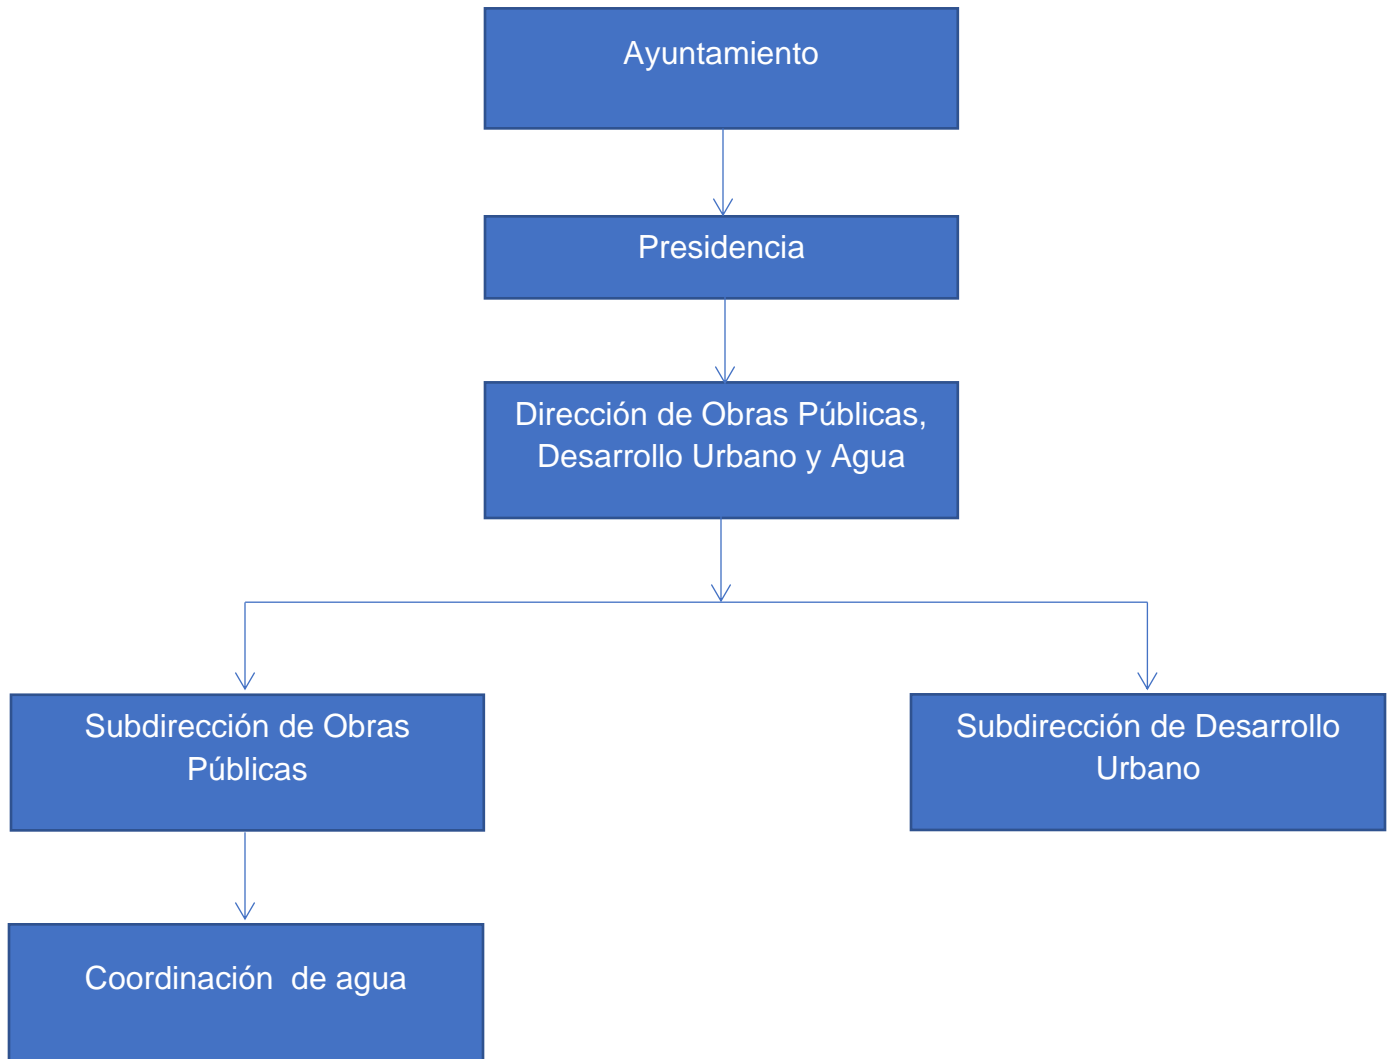 Ayuntamiento
Presidencia
Dirección de Obras Públicas,
Desarrollo Urbano y Agua
Subdirección de Obras
Públicas
Subdirección de Desarrollo
Urbano
Coordinación  de agua